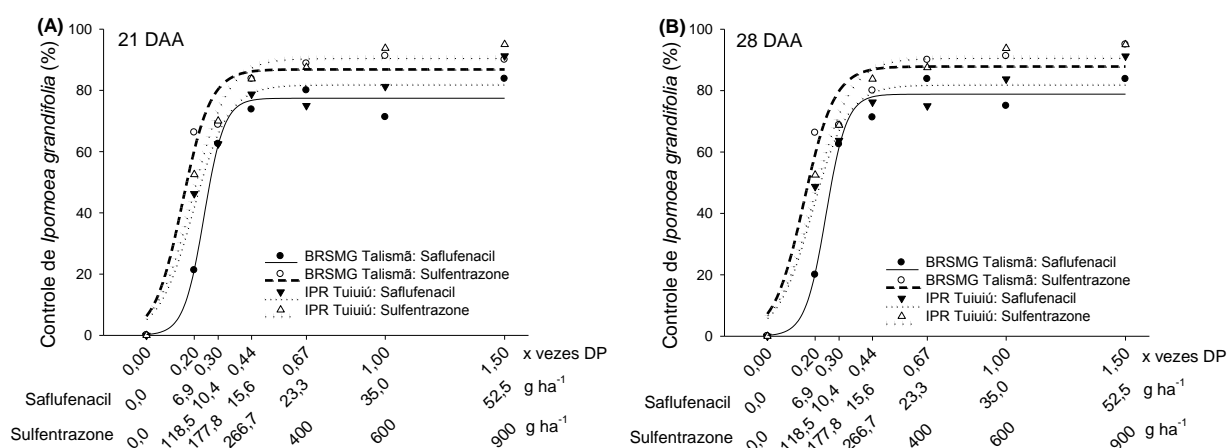 (A)
21 DAA
Controle de Ipomoea grandifolia (%)
100
80
60
40
20
0
BRSMG Talismã: Saflufenacil
BRSMG Talismã: Sulfentrazone
IPR Tuiuiú: Saflufenacil
IPR Tuiuiú: Sulfentrazone
0,00 0,20 0,30 0,44 0,67 1,00 1,50 x vezes DP
Saflufenacil 0,0 6,9 10,4 15,6 23,3 35,0 52,5 g ha⁻¹
Sulfentrazone 0,0 118,5 177,8 266,7 400 600 900 g ha⁻¹
(B)
28 DAA
Controle de Ipomoea grandifolia (%)
100
80
60
40
20
0
BRSMG Talismã: Saflufenacil
BRSMG Talismã: Sulfentrazone
IPR Tuiuiú: Saflufenacil
IPR Tuiuiú: Sulfentrazone
0,00 0,20 0,30 0,44 0,67 1,00 1,50 x vezes DP
Saflufenacil 0,0 6,9 10,4 15,6 23,3 35,0 52,5 g ha⁻¹
Sulfentrazone 0,0 118,5 177,8 266,7 400 600 900 g ha⁻¹